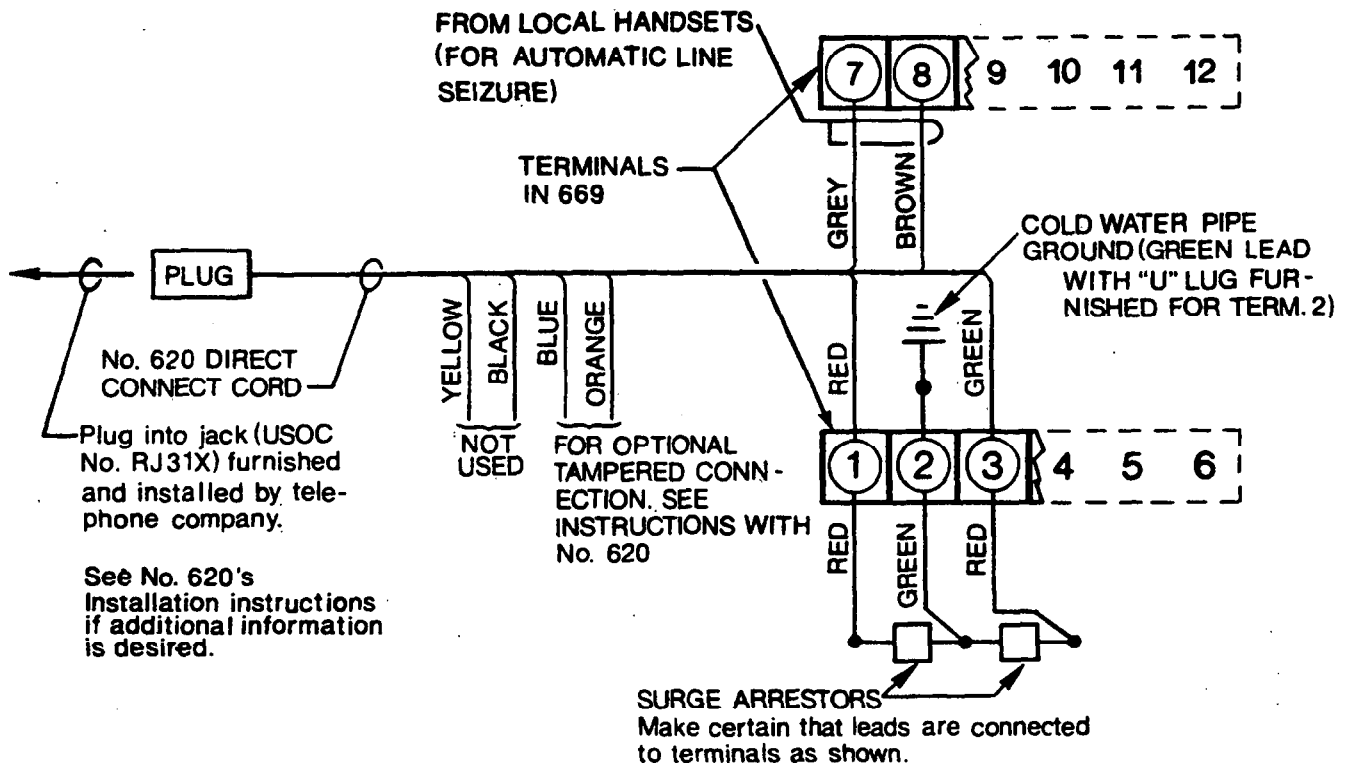 FROM LOCAL HANDSETS
(FOR AUTOMATIC LINE
SEIZURE)
7 8 9 10 11 12
TERMINALS
IN 669
GREY
BROWN
COLD WATER PIPE
GROUND (GREEN LEAD
WITH "U" LUG FUR-
NISHED FOR TERM. 2)
PLUG
No. 620 DIRECT
CONNECT CORD
YELLOW
BLACK
BLUE
ORANGE
RED
GREEN
Plug into jack (USOC
No. RJ31X) furnished
and installed by tele-
phone company.
NOT
USED
FOR OPTIONAL
TAMPERED CONN-
ECTION. SEE
INSTRUCTIONS WITH
No. 620
1 2 3 4 5 6
RED
GREEN
RED
See No. 620's
Installation instructions
if additional information
is desired.
SURGE ARRESTORS
Make certain that leads are connected
to terminals as shown.